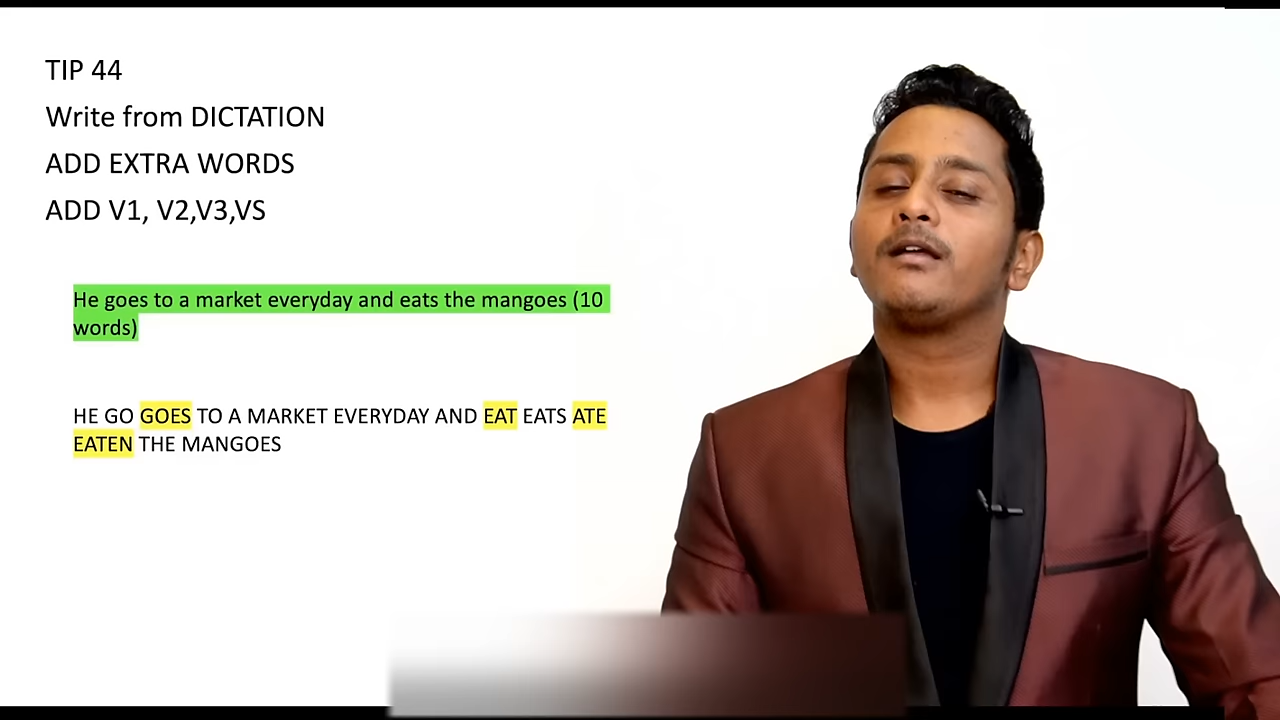 TIP 44
Write from DICTATION
ADD EXTRA WORDS
ADD V1, V2,V3,VS
He goes to a market everyday and eats the mangoes (10
words)
HE GO GOES TO A MARKET EVERYDAY AND EAT EATS ATE
EATEN THE MANGOES